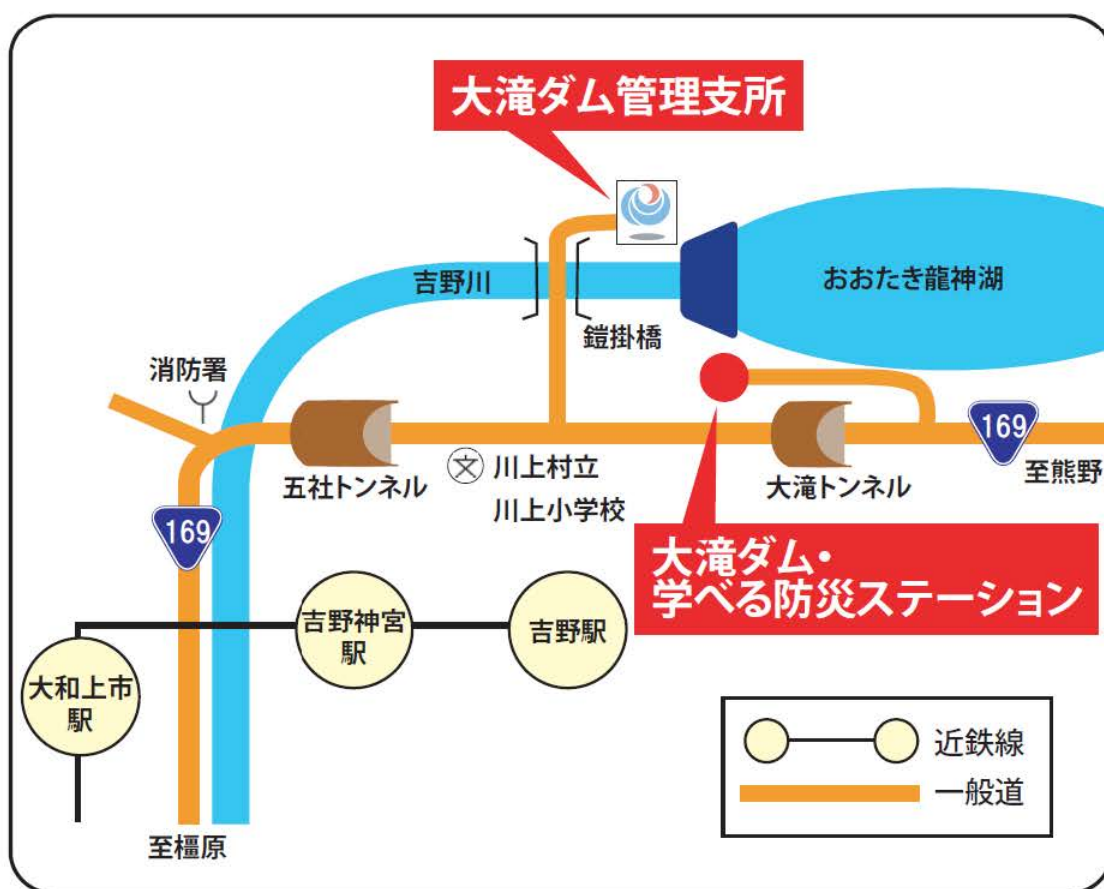 大滝ダム管理支所
吉野川
おおたき龍神湖
鎧掛橋
消防署
169
至熊野
五社トンネル
文
川上村立
川上小学校
大滝トンネル
169
大滝ダム・
学べる防災ステーション
吉野神宮
駅
吉野駅
大和上市
駅
近鉄線
一般道
至橿原